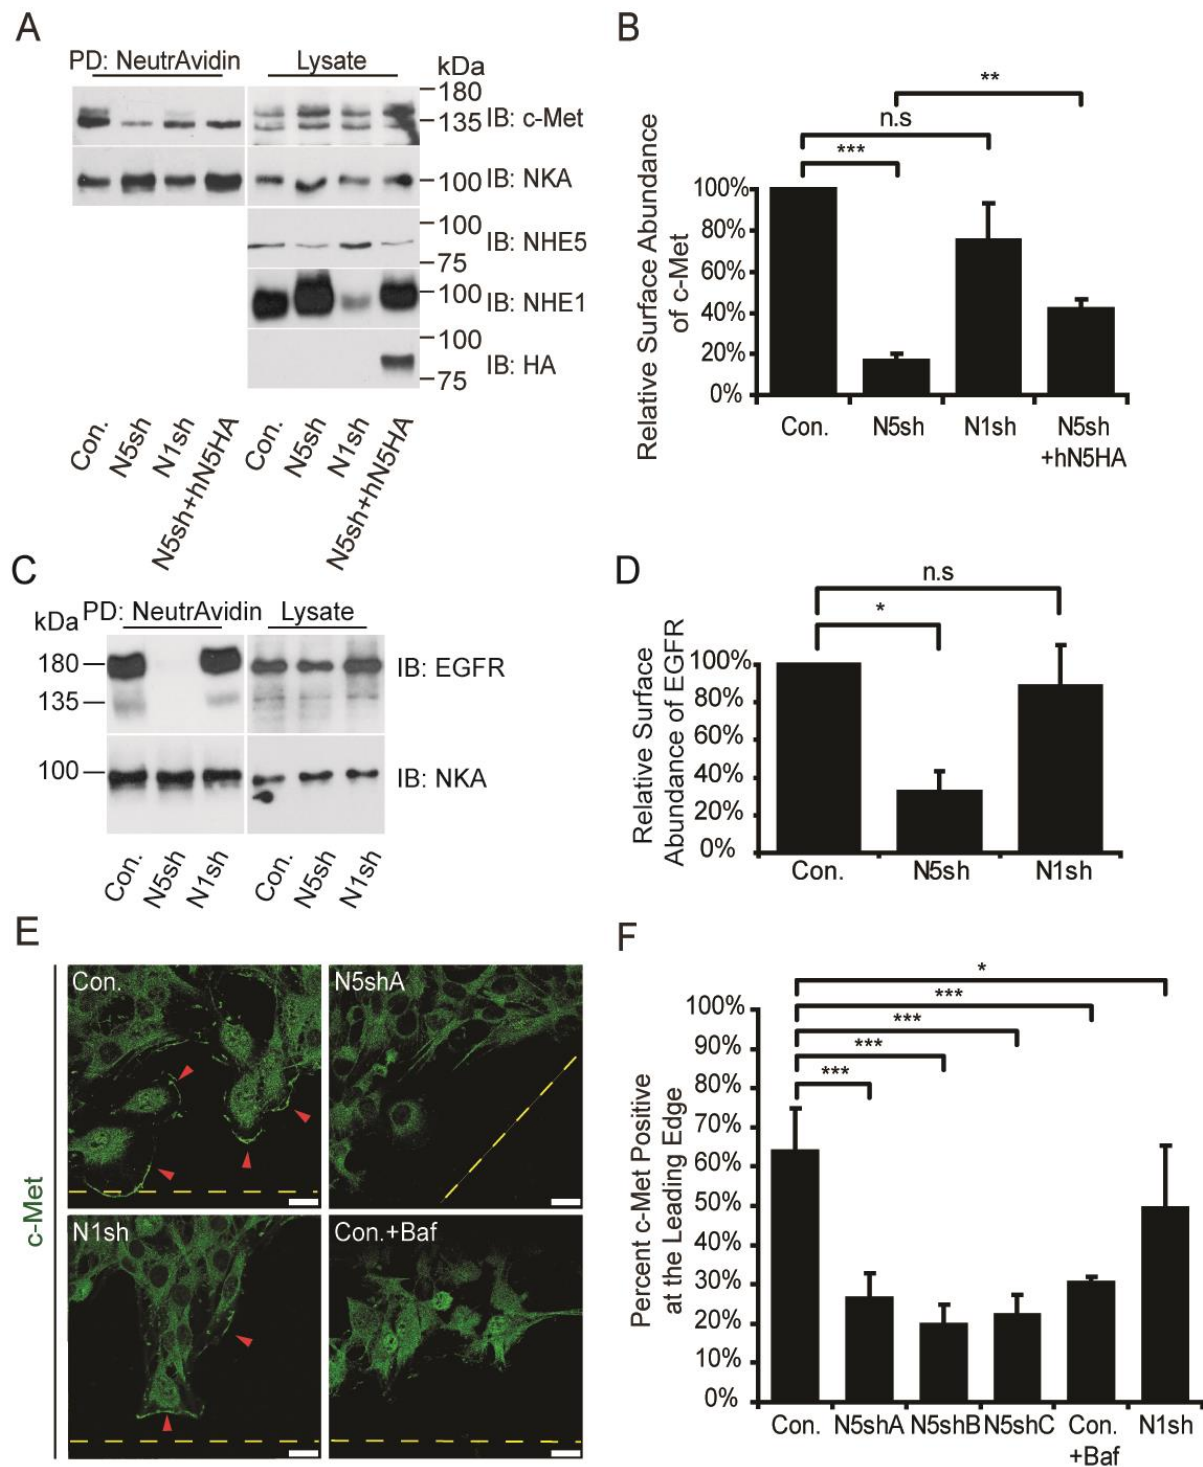 A
PD: NeutrAvidin Lysate kDa
180
135 IB: c-Met
100 IB: NKA
100
IB: NHE5
75
100 IB: NHE1
100
IB: HA
75
Con. N5sh N1sh N5sh+hN5HA Con. N5sh N1sh N5sh+hN5HA
B
Relative Surface Abundance
of c-Met
**
n.s
***
100%
80%
60%
40%
20%
0%
Con. N5sh N1sh N5sh
+hN5HA
C
kDa PD: NeutrAvidin Lysate
180 IB: EGFR
135
100 IB: NKA
Con. N5sh N1sh Con. N5sh N1sh
D
Relative Surface
Abundance of EGFR
n.s
*
100%
80%
60%
40%
20%
0%
Con. N5sh N1sh
E
c-Met
Con. N5shA
N1sh Con.+Baf
F
Percent c-Met Positive
at the Leading Edge
*
***
***
***
***
100%
90%
80%
70%
60%
50%
40%
30%
20%
10%
0%
Con. N5shA N5shB N5shC Con. N1sh
+Baf